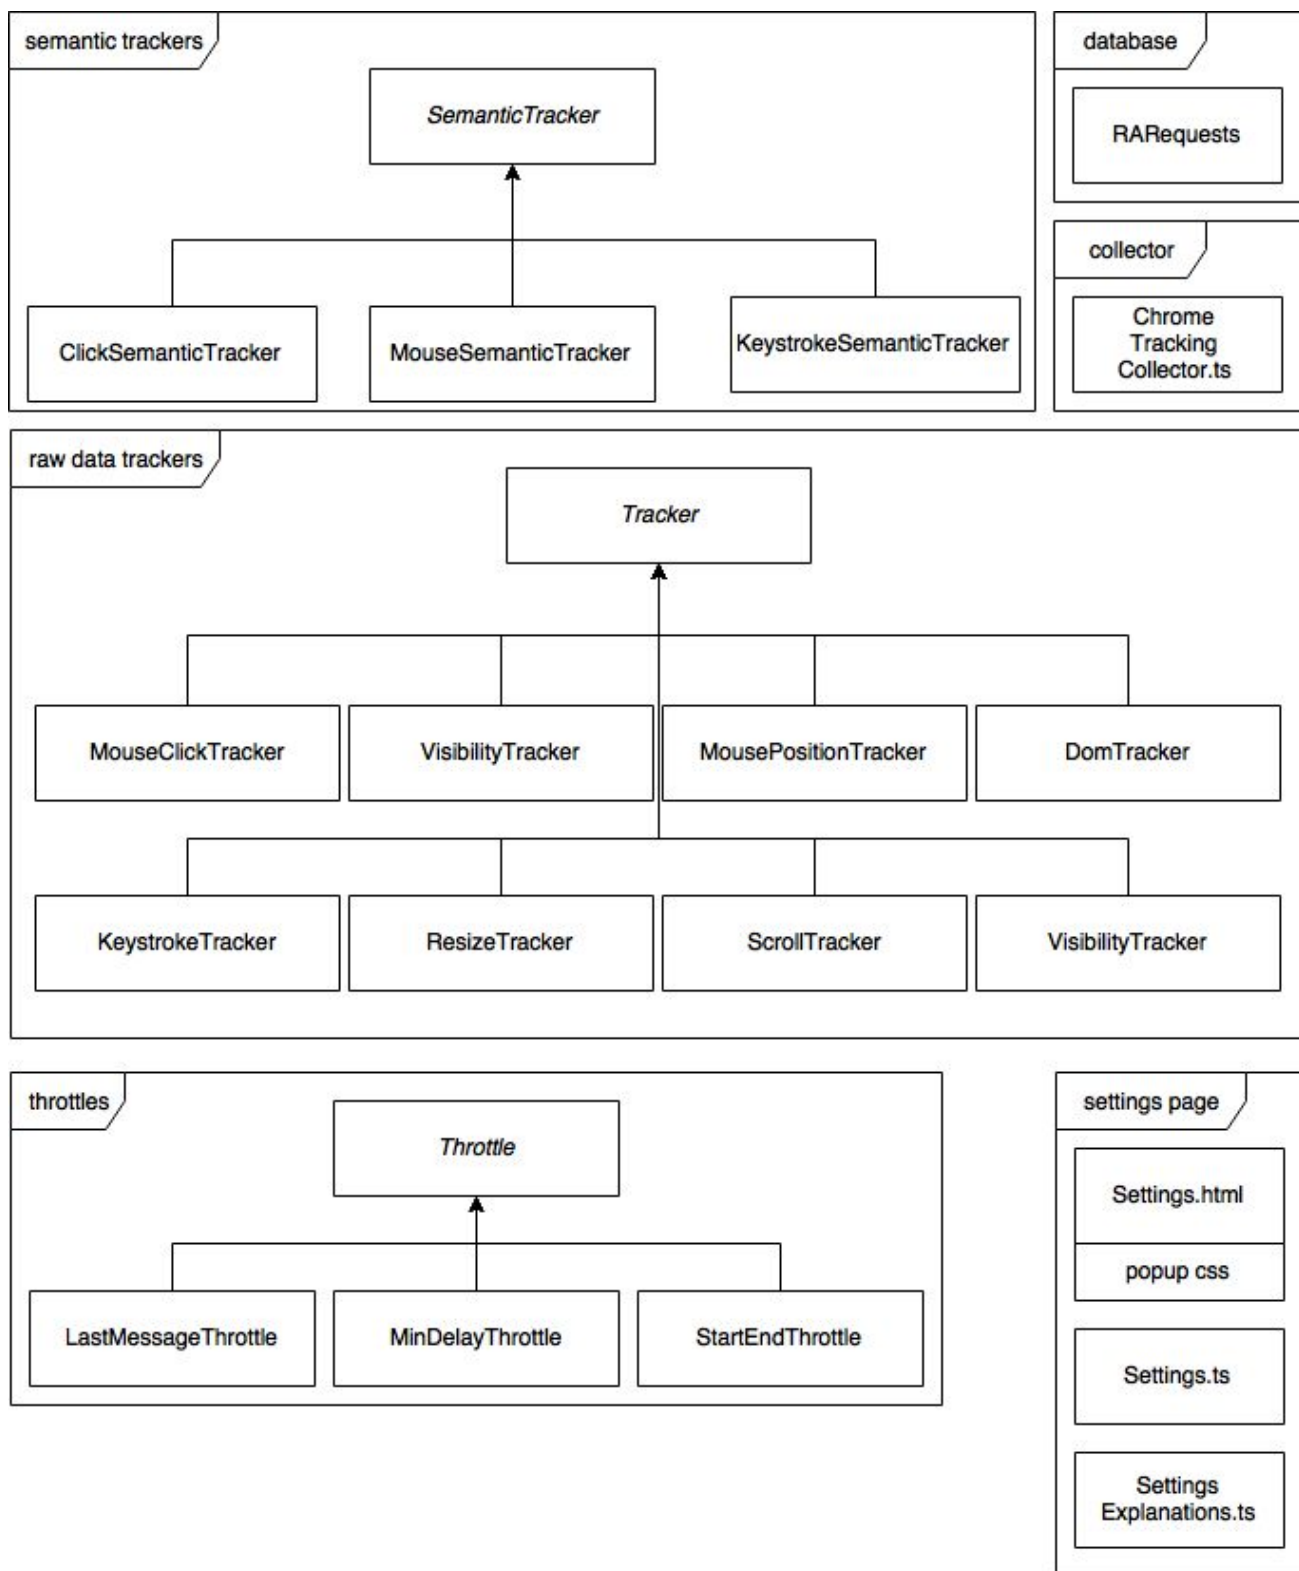 semantic trackers
SemanticTracker
ClickSemanticTracker
MouseSemanticTracker
KeystrokeSemanticTracker
database
RARequests
collector
Chrome
Tracking
Collector.ts
raw data trackers
Tracker
MouseClickTracker
VisibilityTracker
MousePositionTracker
DomTracker
KeystrokeTracker
ResizeTracker
ScrollTracker
VisibilityTracker
throttles
Throttle
LastMessageThrottle
MinDelayThrottle
StartEndThrottle
settings page
Settings.html
popup css
Settings.ts
Settings
Explanations.ts